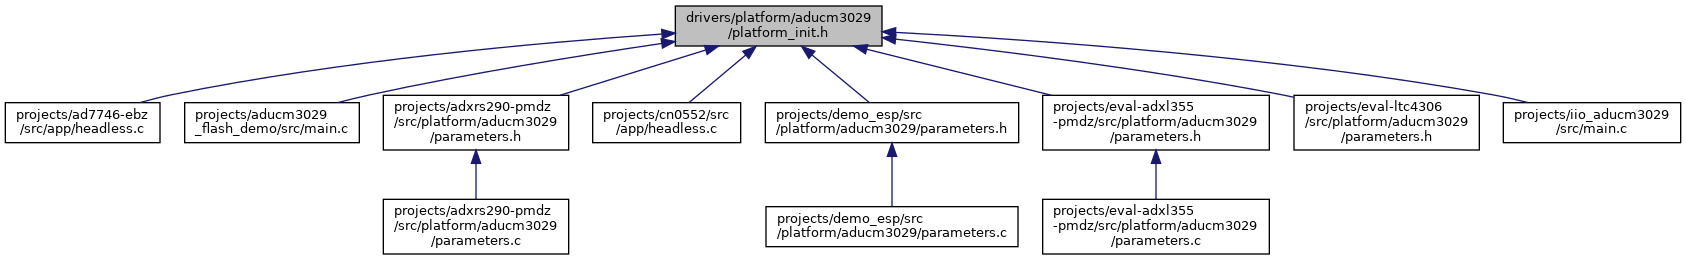 drivers/platform/aducm3029
/platform_init.h
projects/ad7746-ebz
/src/app/headless.c
projects/aducm3029
_flash_demo/src/main.c
projects/adxrs290-pmdz
/src/platform/aducm3029
/parameters.h
projects/cn0552/src
/app/headless.c
projects/demo_esp/src
/platform/aducm3029/parameters.h
projects/eval-adxl355
-pmdz/src/platform/aducm3029
/parameters.h
projects/eval-ltc4306
/src/platform/aducm3029
/parameters.h
projects/iio_aducm3029
/src/main.c
projects/adxrs290-pmdz
/src/platform/aducm3029
/parameters.c
projects/demo_esp/src
/platform/aducm3029/parameters.c
projects/eval-adxl355
-pmdz/src/platform/aducm3029
/parameters.c